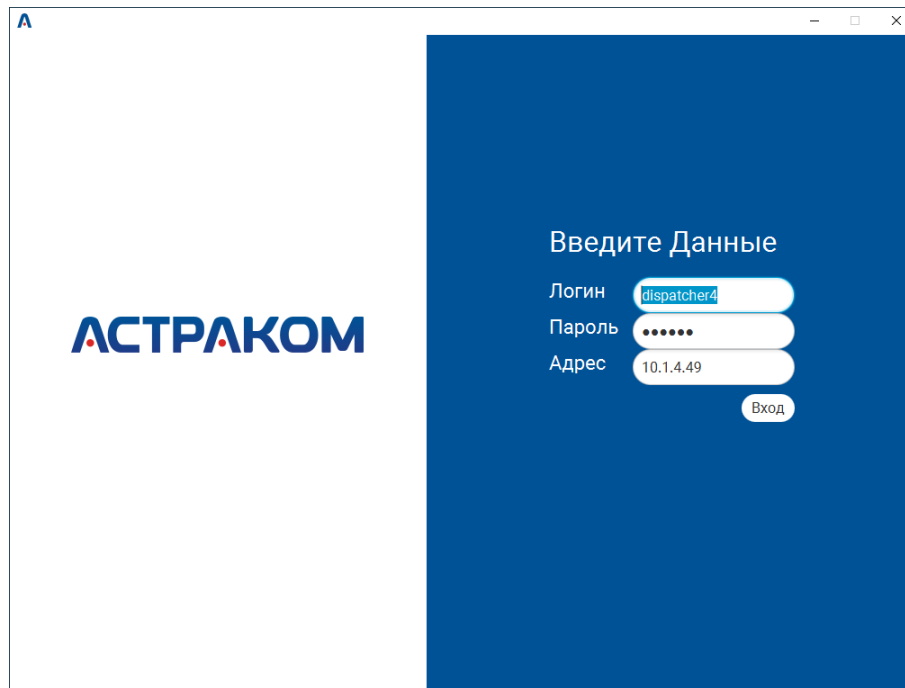 АСТРАКОМ
Введите Данные
Логин dispatcher4
Пароль ••••••
Адрес 10.1.4.49
Вход